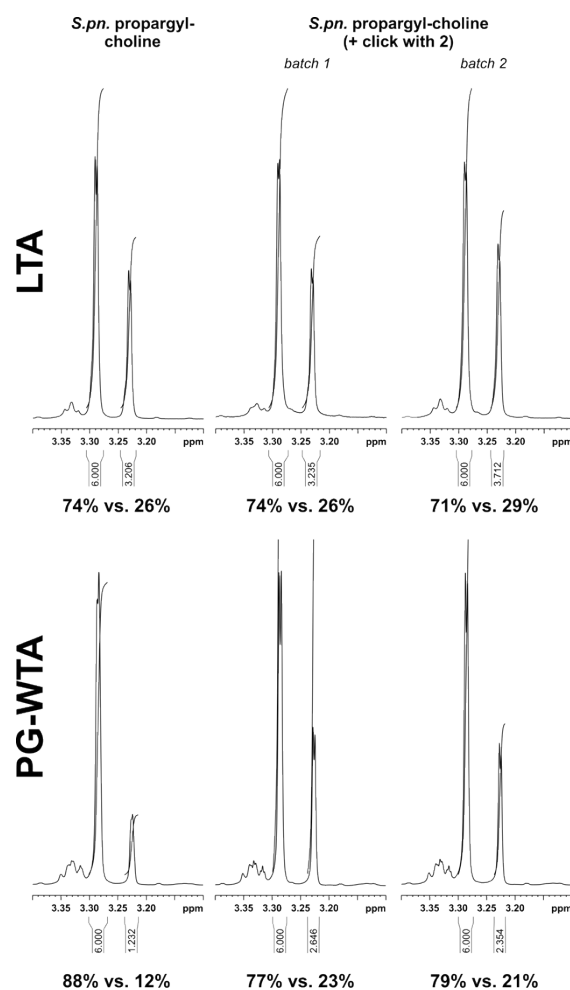 S.pn. propargyl-
choline
S.pn. propargyl-choline
(+ click with 2)
batch 1
batch 2
LTA
3.35 3.30 3.25 3.20 ppm
3.35 3.30 3.25 3.20 ppm
3.35 3.30 3.25 3.20 ppm
6.000 3.206
6.000 3.235
6.000 3.712
74% vs. 26%
74% vs. 26%
71% vs. 29%
PG-WTA
3.35 3.30 3.25 3.20 ppm
3.35 3.30 3.25 3.20 ppm
3.35 3.30 3.25 3.20 ppm
6.000 1.232
6.000 2.646
6.000 2.354
88% vs. 12%
77% vs. 23%
79% vs. 21%